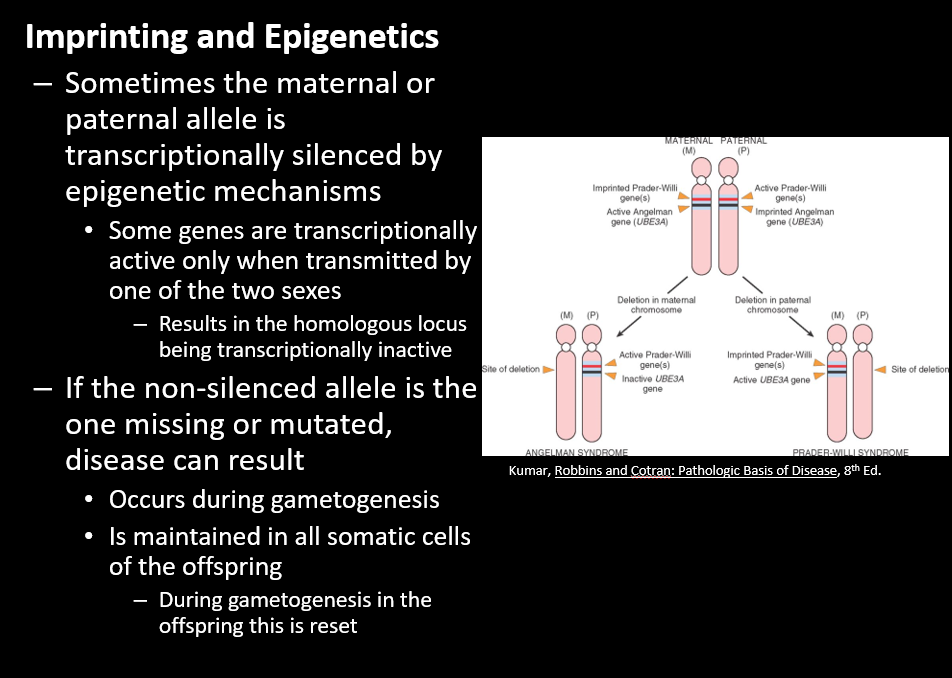 Imprinting and Epigenetics
– Sometimes the maternal or
paternal allele is
transcriptionally silenced by
epigenetic mechanisms
• Some genes are transcriptionally
active only when transmitted by
one of the two sexes
– Results in the homologous locus
being transcriptionally inactive
– If the non-silenced allele is the
one missing or mutated,
disease can result
• Occurs during gametogenesis
• Is maintained in all somatic cells
of the offspring
– During gametogenesis in the
offspring this is reset
MATERNAL PATERNAL
(M) (P)
Imprinted Prader-Willi
gene(s)
Active Angelman
gene (UBE3A)
Active Prader-Willi
gene(s)
Imprinted Angelman
gene (UBE3A)
Deletion in maternal
chromosome
Deletion in paternal
chromosome
(M) (P)
Site of deletion
Active Prader-Willi
gene(s)
Inactive UBE3A
gene
ANGELMAN SYNDROME
(M) (P)
Imprinted Prader-Willi
gene(s)
Active UBE3A gene
Site of deletion
PRADER-WILLI SYNDROME
Kumar, Robbins and Cotran: Pathologic Basis of Disease, 8th Ed.